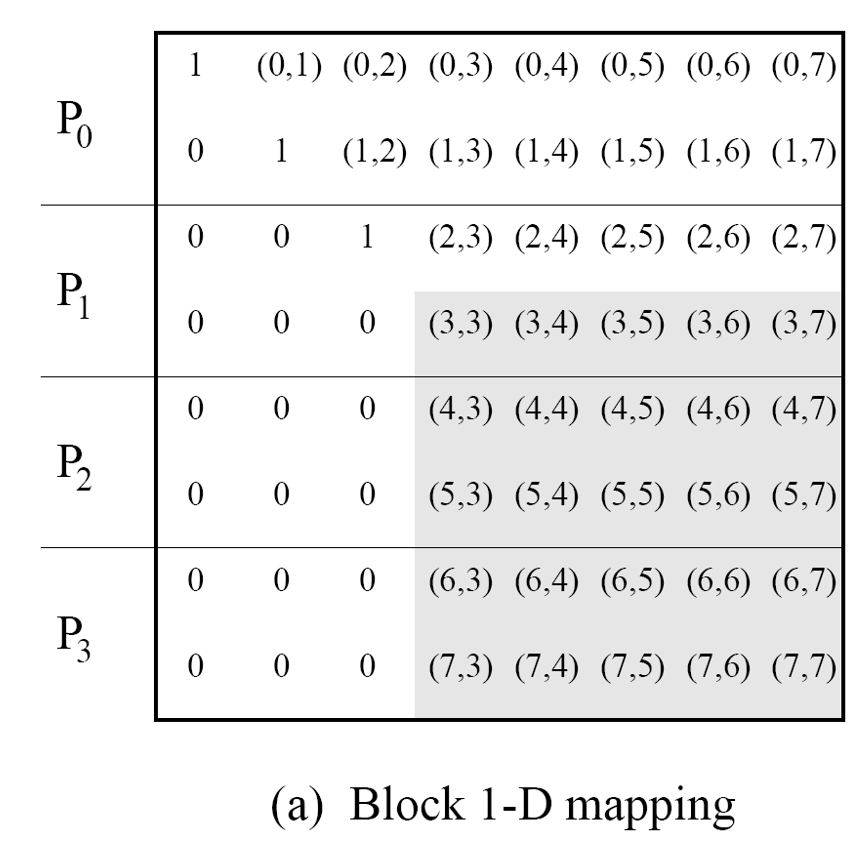 1 (0,1) (0,2) (0,3) (0,4) (0,5) (0,6) (0,7)
P0
0 1 (1,2) (1,3) (1,4) (1,5) (1,6) (1,7)
0 0 1 (2,3) (2,4) (2,5) (2,6) (2,7)
P1
0 0 0 (3,3) (3,4) (3,5) (3,6) (3,7)
0 0 0 (4,3) (4,4) (4,5) (4,6) (4,7)
P2
0 0 0 (5,3) (5,4) (5,5) (5,6) (5,7)
0 0 0 (6,3) (6,4) (6,5) (6,6) (6,7)
P3
0 0 0 (7,3) (7,4) (7,5) (7,6) (7,7)
(a) Block 1-D mapping